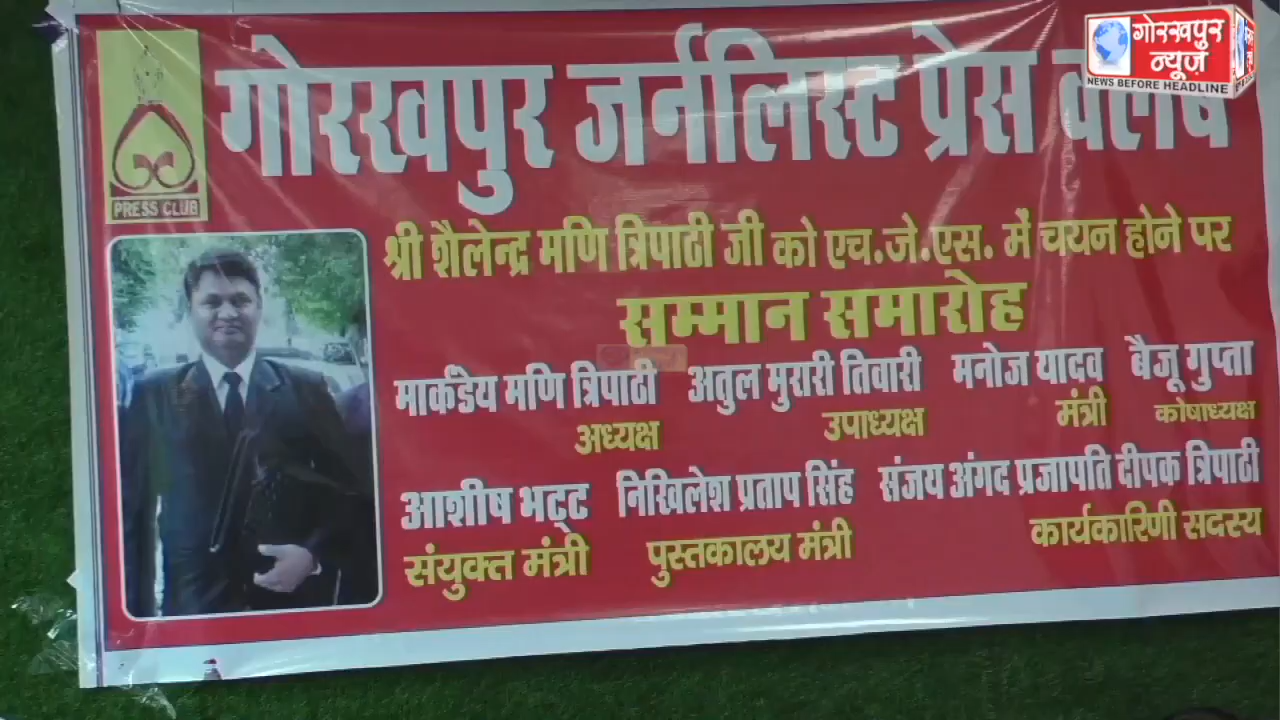 गोरखपुर जर्नलिस्ट प्रेस क्लब
गोरखपुर
न्यूज़
NEWS BEFORE HEADLINE
PRESS CLUB
श्री शैलेन्द्र मणि त्रिपाठी जी को एच.जे.एस. में चयन होने पर
सम्मान समारोह
मार्कडेय मणि त्रिपाठी अतुल मुरारी तिवारी मनोज यादव बैजू गुप्ता
अध्यक्ष उपाध्यक्ष मंत्री कोषाध्यक्ष
आशीष भट्ट निखिलेश प्रताप सिंह संजय अंगद प्रजापति दीपक त्रिपाठी
संयुक्त मंत्री पुस्तकालय मंत्री कार्यकारिणी सदस्य